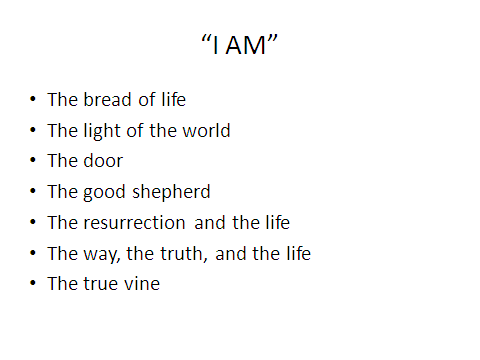 “I AM”
• The bread of life
• The light of the world
• The door
• The good shepherd
• The resurrection and the life
• The way, the truth, and the life
• The true vine